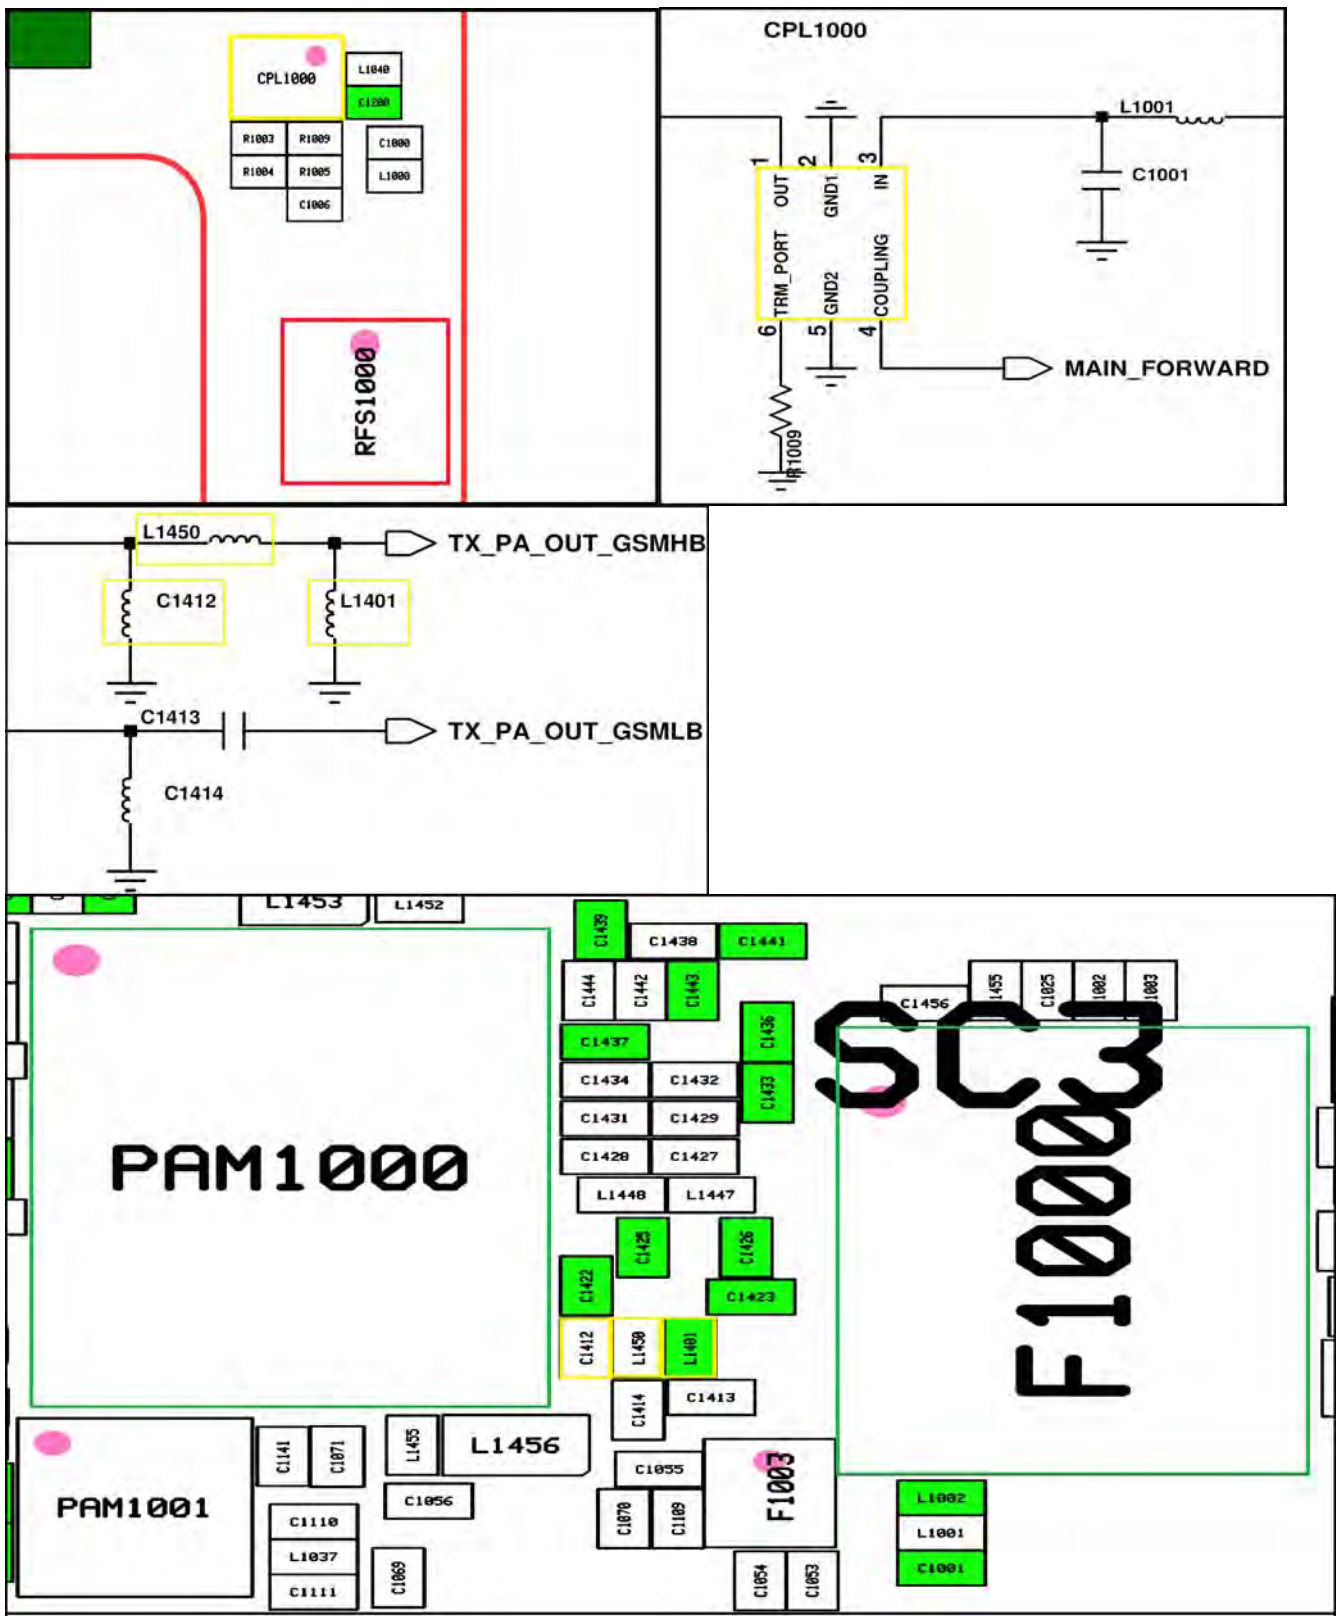 CPL1000
L1040
C1200
R1003 R1009
C1000
R1004 R1005
L1000
C1006
RFS1000
CPL1000
L1001
C1001
1 2 3
OUT GND1 IN
TRM_PORT GND2 COUPLING
6 5 4
MAIN_FORWARD
R1009
L1450
TX_PA_OUT_GSMHB
C1412
L1401
C1413
TX_PA_OUT_GSMLB
C1414
L1453
L1452
C1439
C1438
C1441
C1444
C1442
C1443
C1456
C1025
C1437
C1436
C1434
C1432
C1433
SC3
C1431
C1429
PAM1000
C1428
C1427
L1448
L1447
F1000
C1425
C1426
C1422
C1423
C1412
L1450
L1401
C1414
C1413
PAM1001
C1141
C1071
L1455
L1456
C1055
F1003
C1056
C1070
C1109
C1110
L1037
C1111
C1069
C1054
C1053
L1002
L1001
C1001